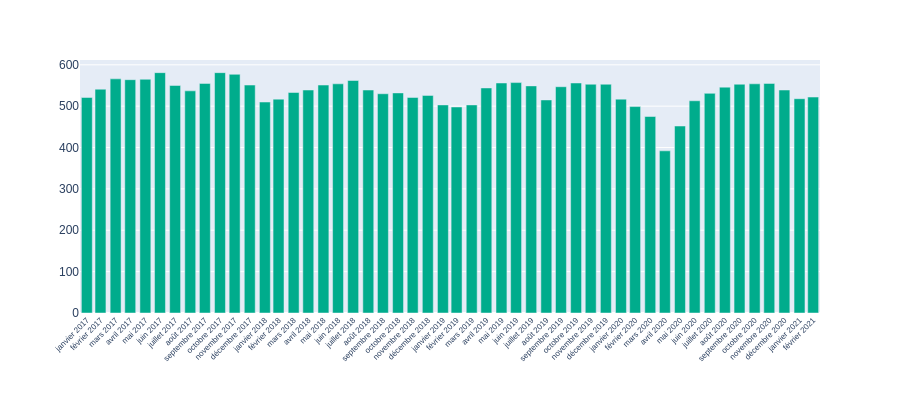 600
500
400
300
200
100
0
janvier 2017
février 2017
mars 2017
avril 2017
mai 2017
juin 2017
juillet 2017
août 2017
septembre 2017
octobre 2017
novembre 2017
décembre 2017
janvier 2018
février 2018
mars 2018
avril 2018
mai 2018
juin 2018
juillet 2018
août 2018
septembre 2018
octobre 2018
novembre 2018
décembre 2018
janvier 2019
février 2019
mars 2019
avril 2019
mai 2019
juin 2019
juillet 2019
août 2019
septembre 2019
octobre 2019
novembre 2019
décembre 2019
janvier 2020
février 2020
mars 2020
avril 2020
mai 2020
juin 2020
juillet 2020
août 2020
septembre 2020
octobre 2020
novembre 2020
décembre 2020
janvier 2021
février 2021